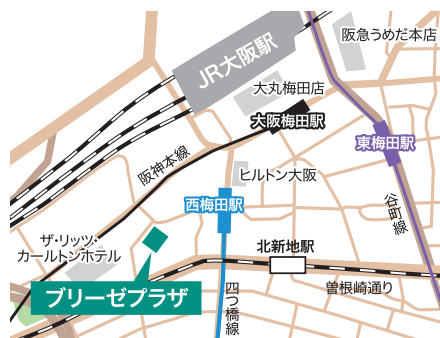 阪急うめだ本店
JR大阪駅
大丸梅田店
大阪梅田駅
東梅田駅
阪神本線
ヒルトン大阪
西梅田駅
谷町線
ザ・リッツ・
カールトンホテル
北新地駅
ブリーゼプラザ
四つ橋線
曽根崎通り